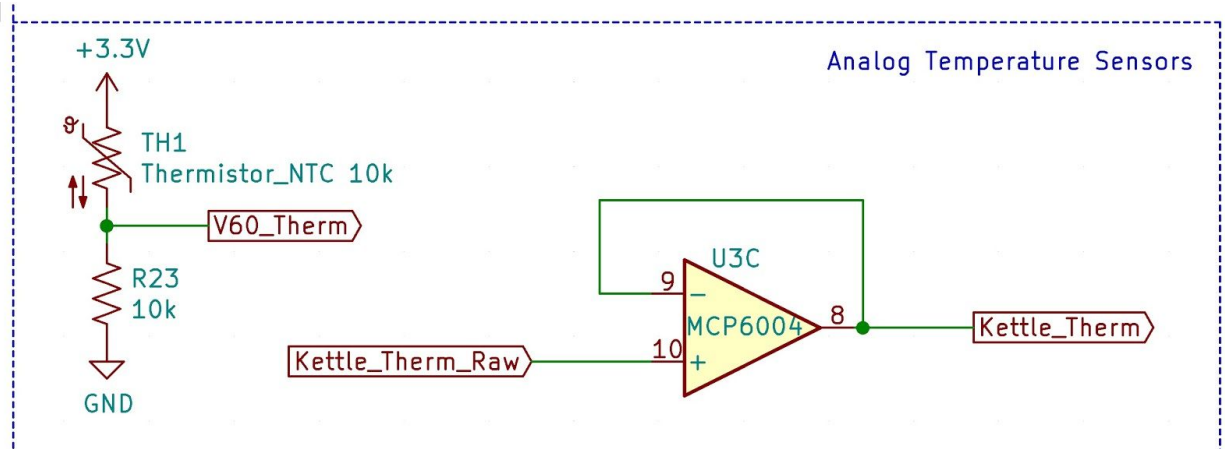 +3.3V
Analog Temperature Sensors
ϑ
TH1
Thermistor_NTC 10k
V60_Therm
R23
10k
GND
U3C
9
−
MCP6004
8
10
+
Kettle_Therm_Raw
Kettle_Therm